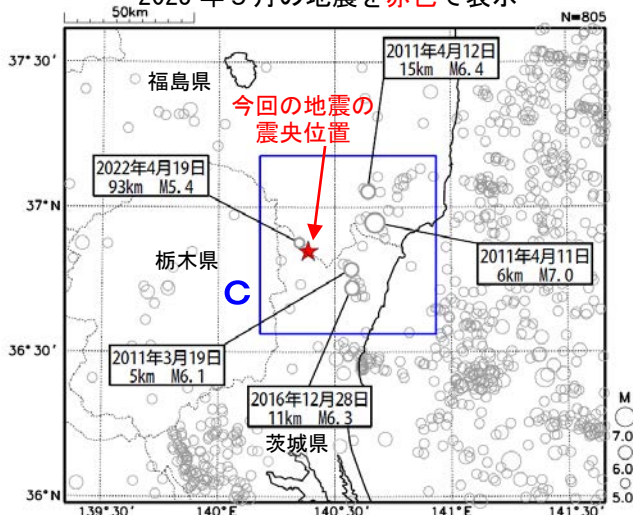 2025 年３月の地震を赤色で表示
50km
N=805
37°30′
福島県
2011年4月12日
15km M6.4
今回の地震の
震央位置
2022年4月19日
93km M5.4
37°N
栃木県
2011年4月11日
6km M7.0
C
36°30′
2011年3月19日
5km M6.1
2016年12月28日
11km M6.3
茨城県
M
7.0
6.0
5.0
36°N
139°30′
140°E
140°30′
141°E
141°30′